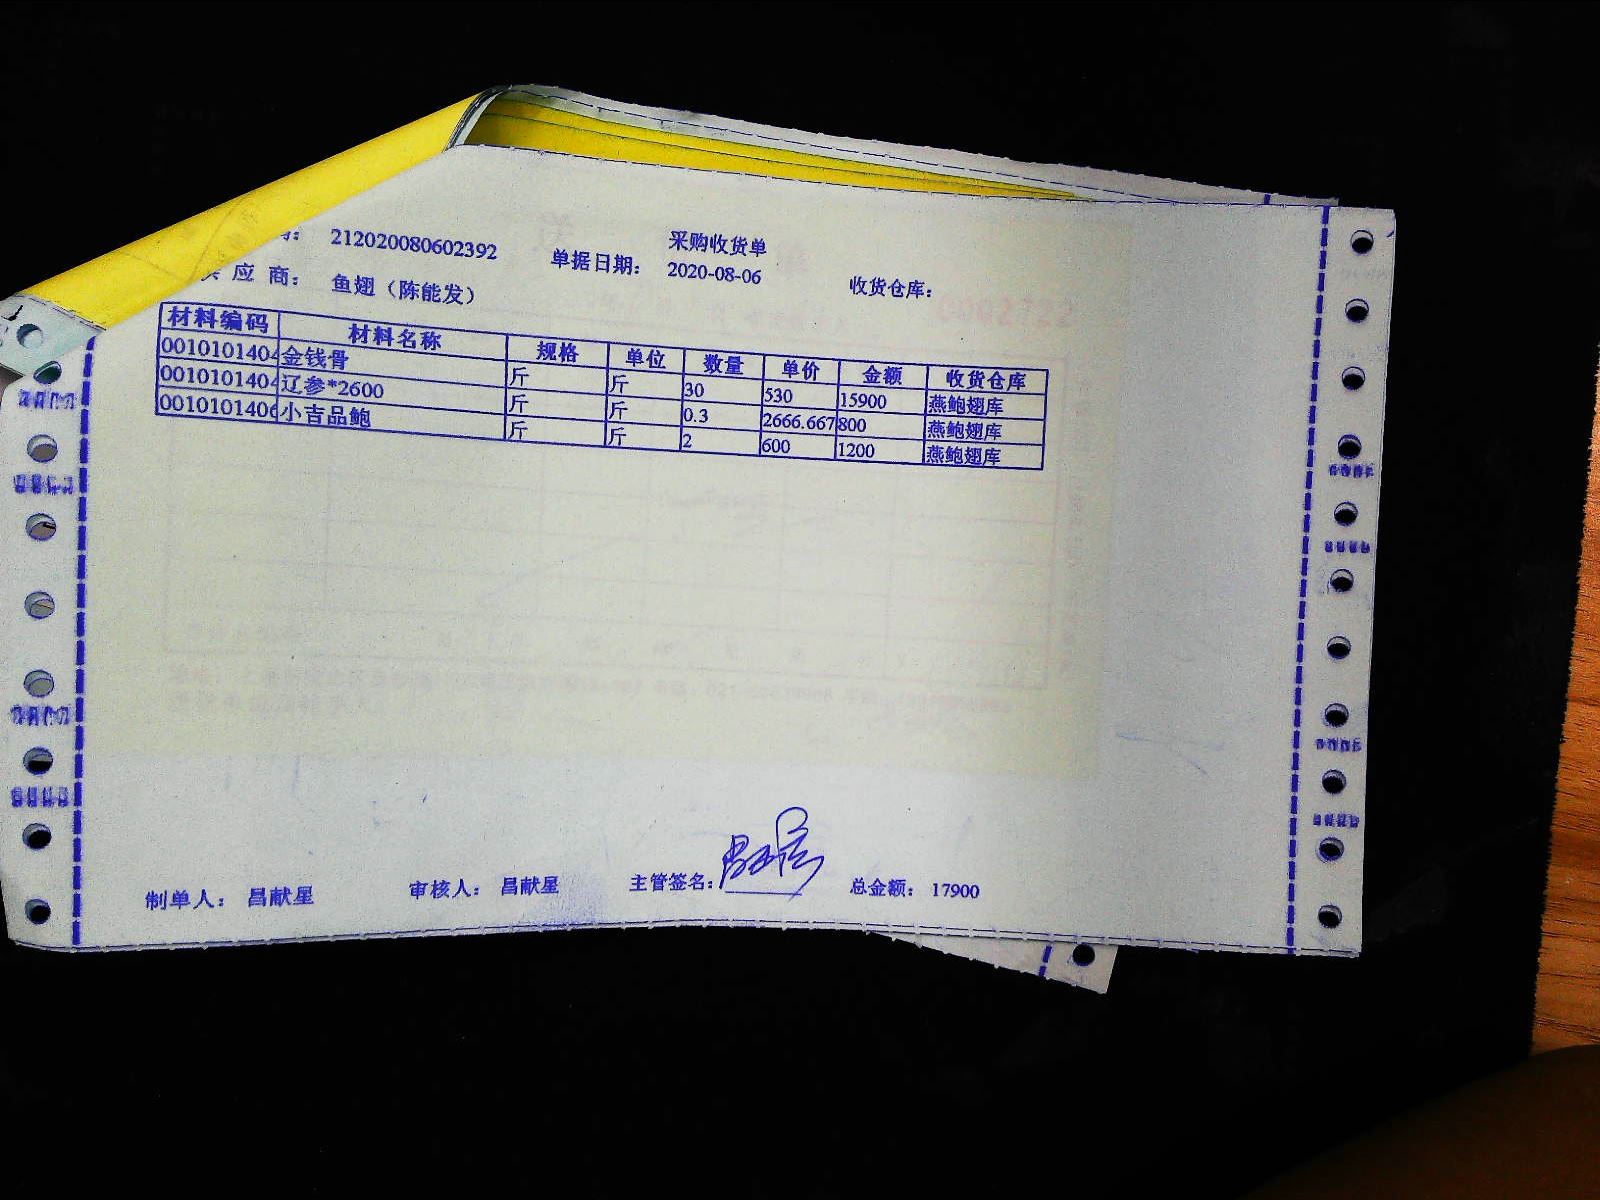 采购收货单
212020080602392 单据日期： 2020-08-06 收货仓库：
应 商： 鱼翅（陈能发）
材料编码 材料名称 规格 单位 数量 单价 金额 收货仓库
0010101404 金钱骨 斤 斤 30 530 15900 燕鲍翅库
0010101404 辽参*2600 斤 斤 0.3 2666.667 800 燕鲍翅库
0010101406 小吉品鲍 斤 斤 2 600 1200 燕鲍翅库
制单人： 昌献星 审核人： 昌献星 主管签名： 总金额： 17900